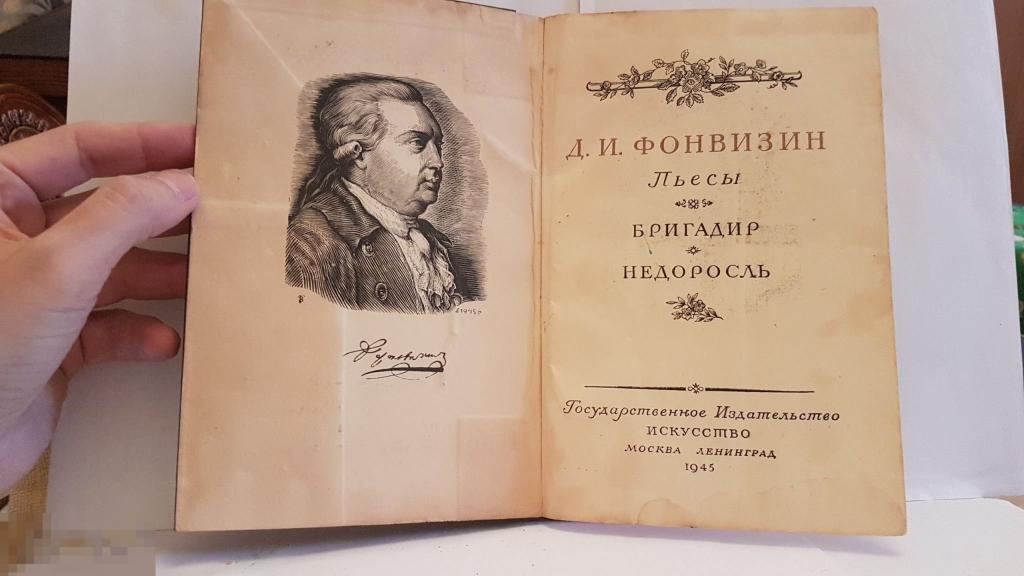 Д. И. ФОНВИЗИН
Пьесы
БРИГАДИР
НЕДОРОСЛЬ
Государственное Издательство
ИСКУССТВО
МОСКВА ЛЕНИНГРАД
1945